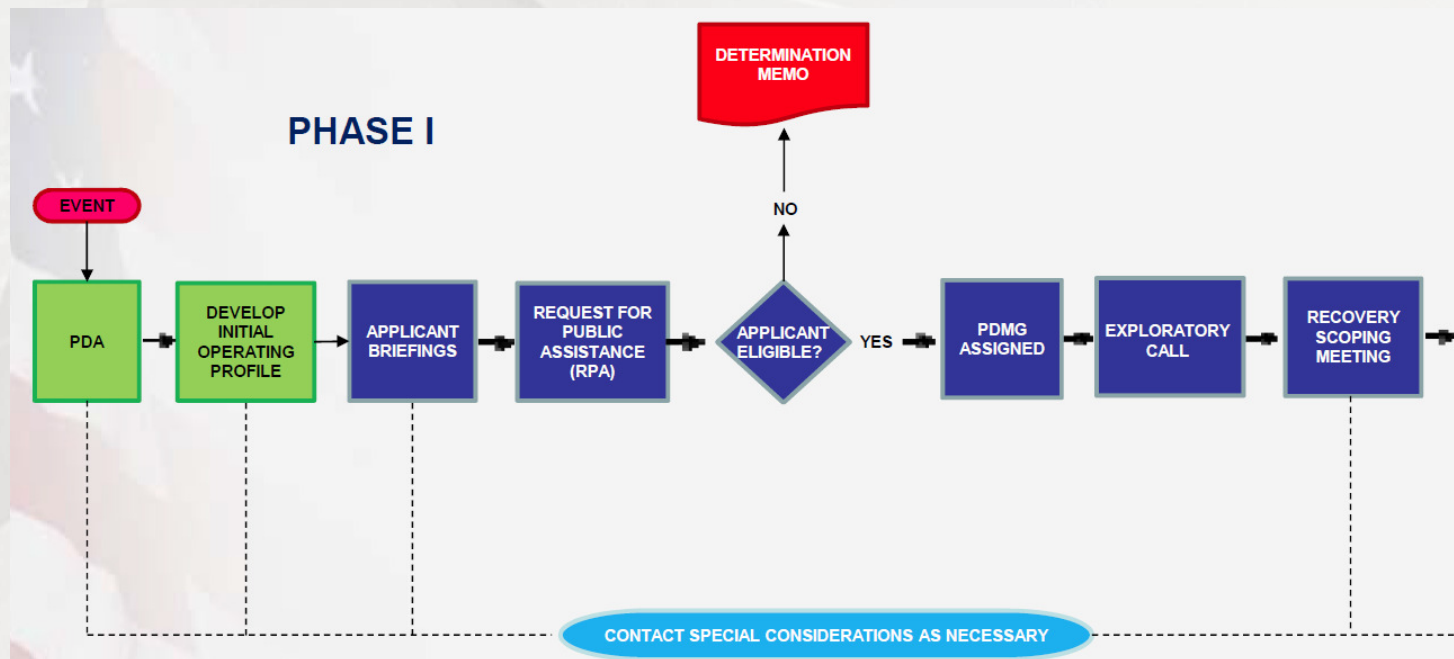 PHASE I
DETERMINATION
MEMO
EVENT
NO
PDA
DEVELOP
INITIAL
OPERATING
PROFILE
APPLICANT
BRIEFINGS
REQUEST FOR
PUBLIC
ASSISTANCE
(RPA)
APPLICANT
ELIGIBLE?
YES
PDMG
ASSIGNED
EXPLORATORY
CALL
RECOVERY
SCOPING
MEETING
CONTACT SPECIAL CONSIDERATIONS AS NECESSARY